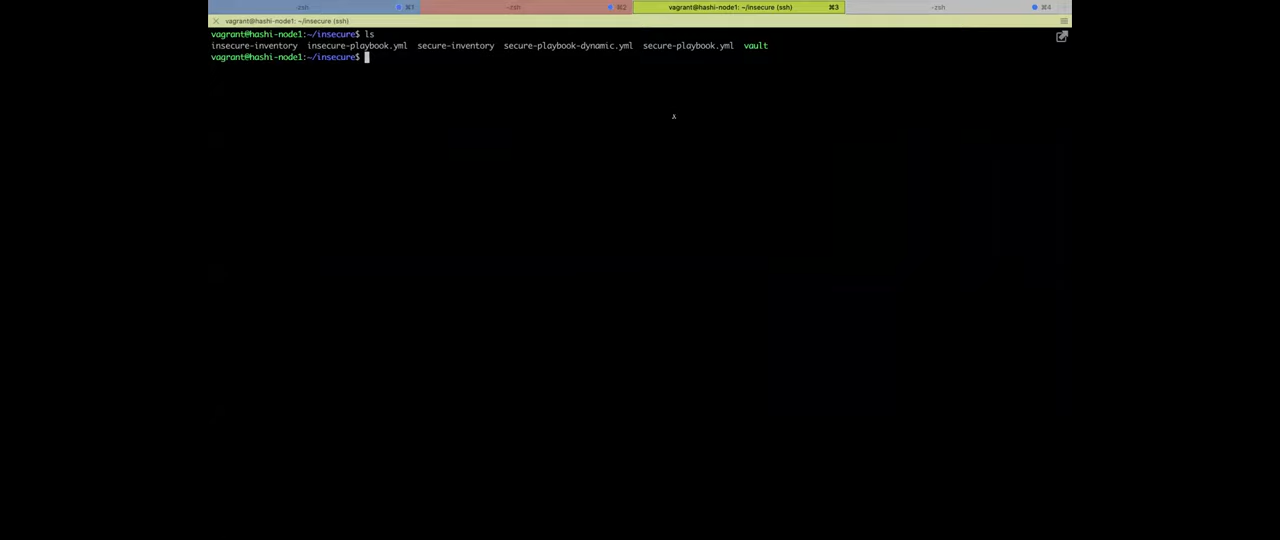 -zsh ⌘1 -zsh ⌘2 vagrant@hashi-node1: ~/insecure (ssh) ⌘3 -zsh ⌘4
vagrant@hashi-node1: ~/insecure (ssh)
vagrant@hashi-node1:~/insecure$ ls
insecure-inventory insecure-playbook.yml secure-inventory secure-playbook-dynamic.yml secure-playbook.yml vault
vagrant@hashi-node1:~/insecure$